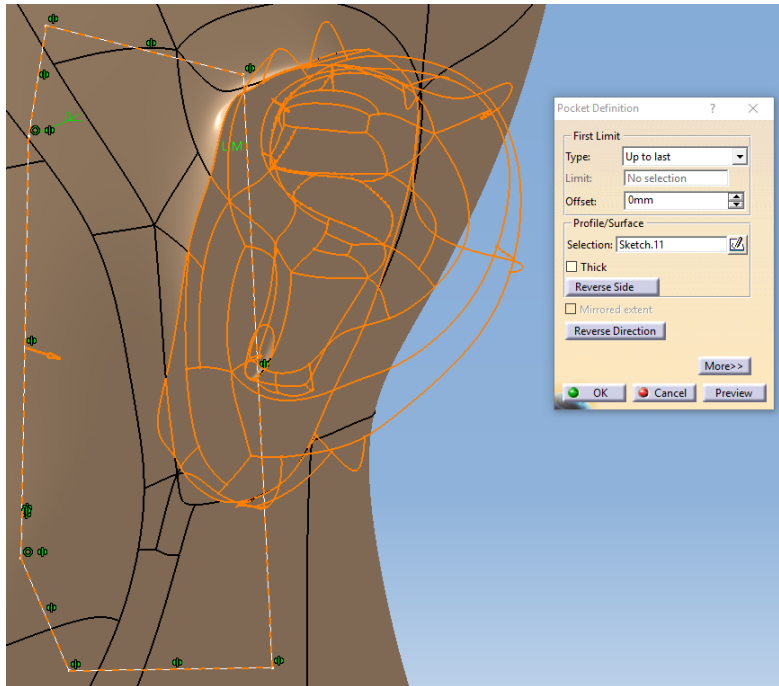 Pocket Definition ? ×
First Limit
Type: Up to last
Limit: No selection
Offset: 0mm
Profile/Surface
Selection: Sketch.11
Thick
Reverse Side
Mirrored extent
Reverse Direction
More>>
OK Cancel Preview